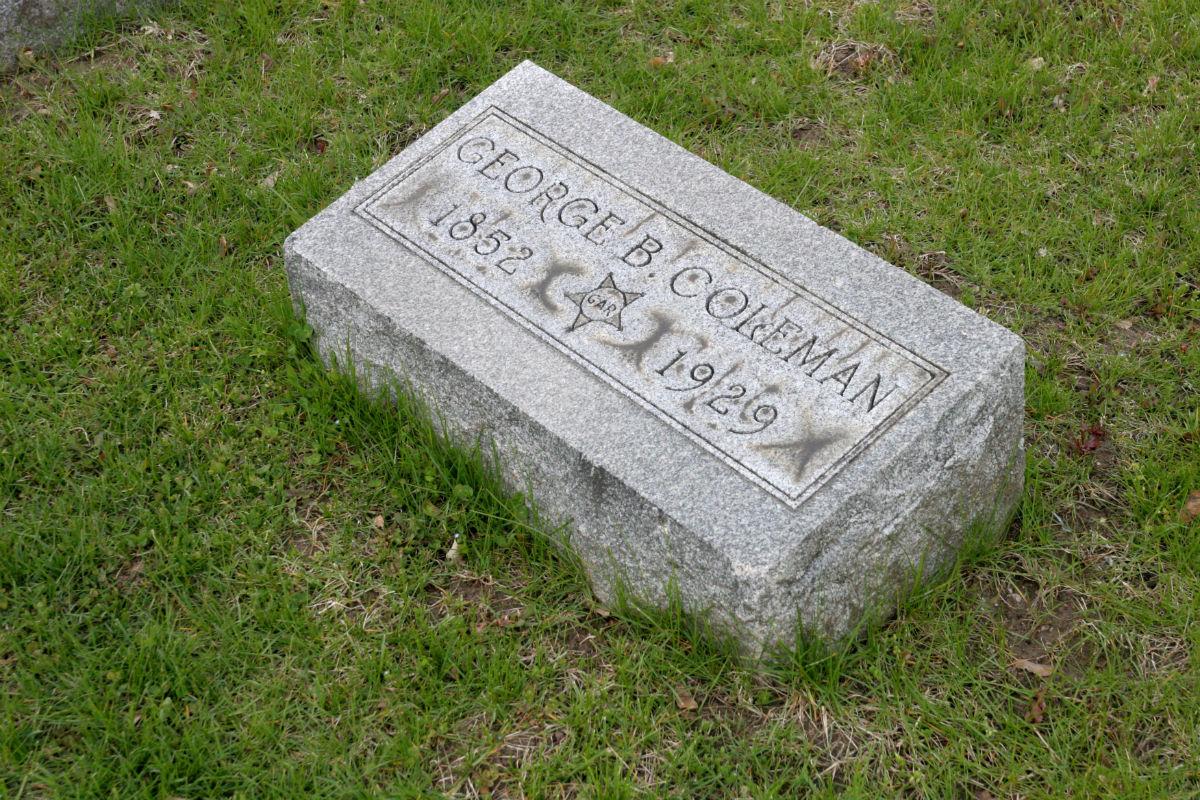 GEORGE B. COLEMAN
1852 GAR 1929